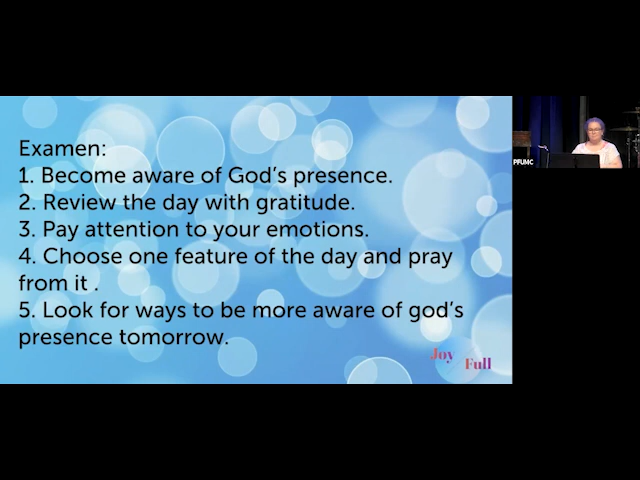 Examen:
1. Become aware of God's presence.
2. Review the day with gratitude.
3. Pay attention to your emotions.
4. Choose one feature of the day and pray
from it .
5. Look for ways to be more aware of god's
presence tomorrow.
Joy
Full
PFUMC